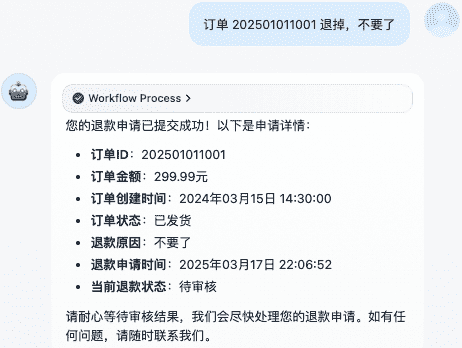 订单 202501011001 退掉，不要了
Workflow Process >
您的退款申请已提交成功！以下是申请详情：
• 订单ID：202501011001
• 订单金额：299.99元
• 订单创建时间：2024年03月15日 14:30:00
• 订单状态：已发货
• 退款原因：不要了
• 退款申请时间：2025年03月17日 22:06:52
• 当前退款状态：待审核
请耐心等待审核结果，我们会尽快处理您的退款申请。如有任
何问题，请随时联系我们。